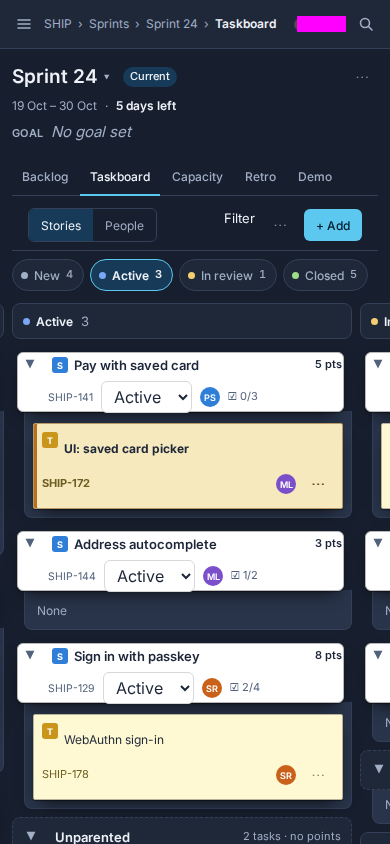 SHIP › Sprints › Sprint 24 › Taskboard
Sprint 24 ▾ Current ...
19 Oct – 30 Oct · 5 days left
GOAL No goal set
Backlog Taskboard Capacity Retro Demo
Stories People Filter ... + Add
New 4 Active 3 In review 1 Closed 5
Active 3
▼ S Pay with saved card 5 pts
SHIP-141 Active PS ☑ 0/3
T UI: saved card picker
SHIP-172 ML ...
▼ S Address autocomplete 3 pts
SHIP-144 Active ML ☑ 1/2
None
▼ S Sign in with passkey 8 pts
SHIP-129 Active SR ☑ 2/4
T WebAuthn sign-in
SHIP-178 SR ...
▼ Unparented 2 tasks · no points